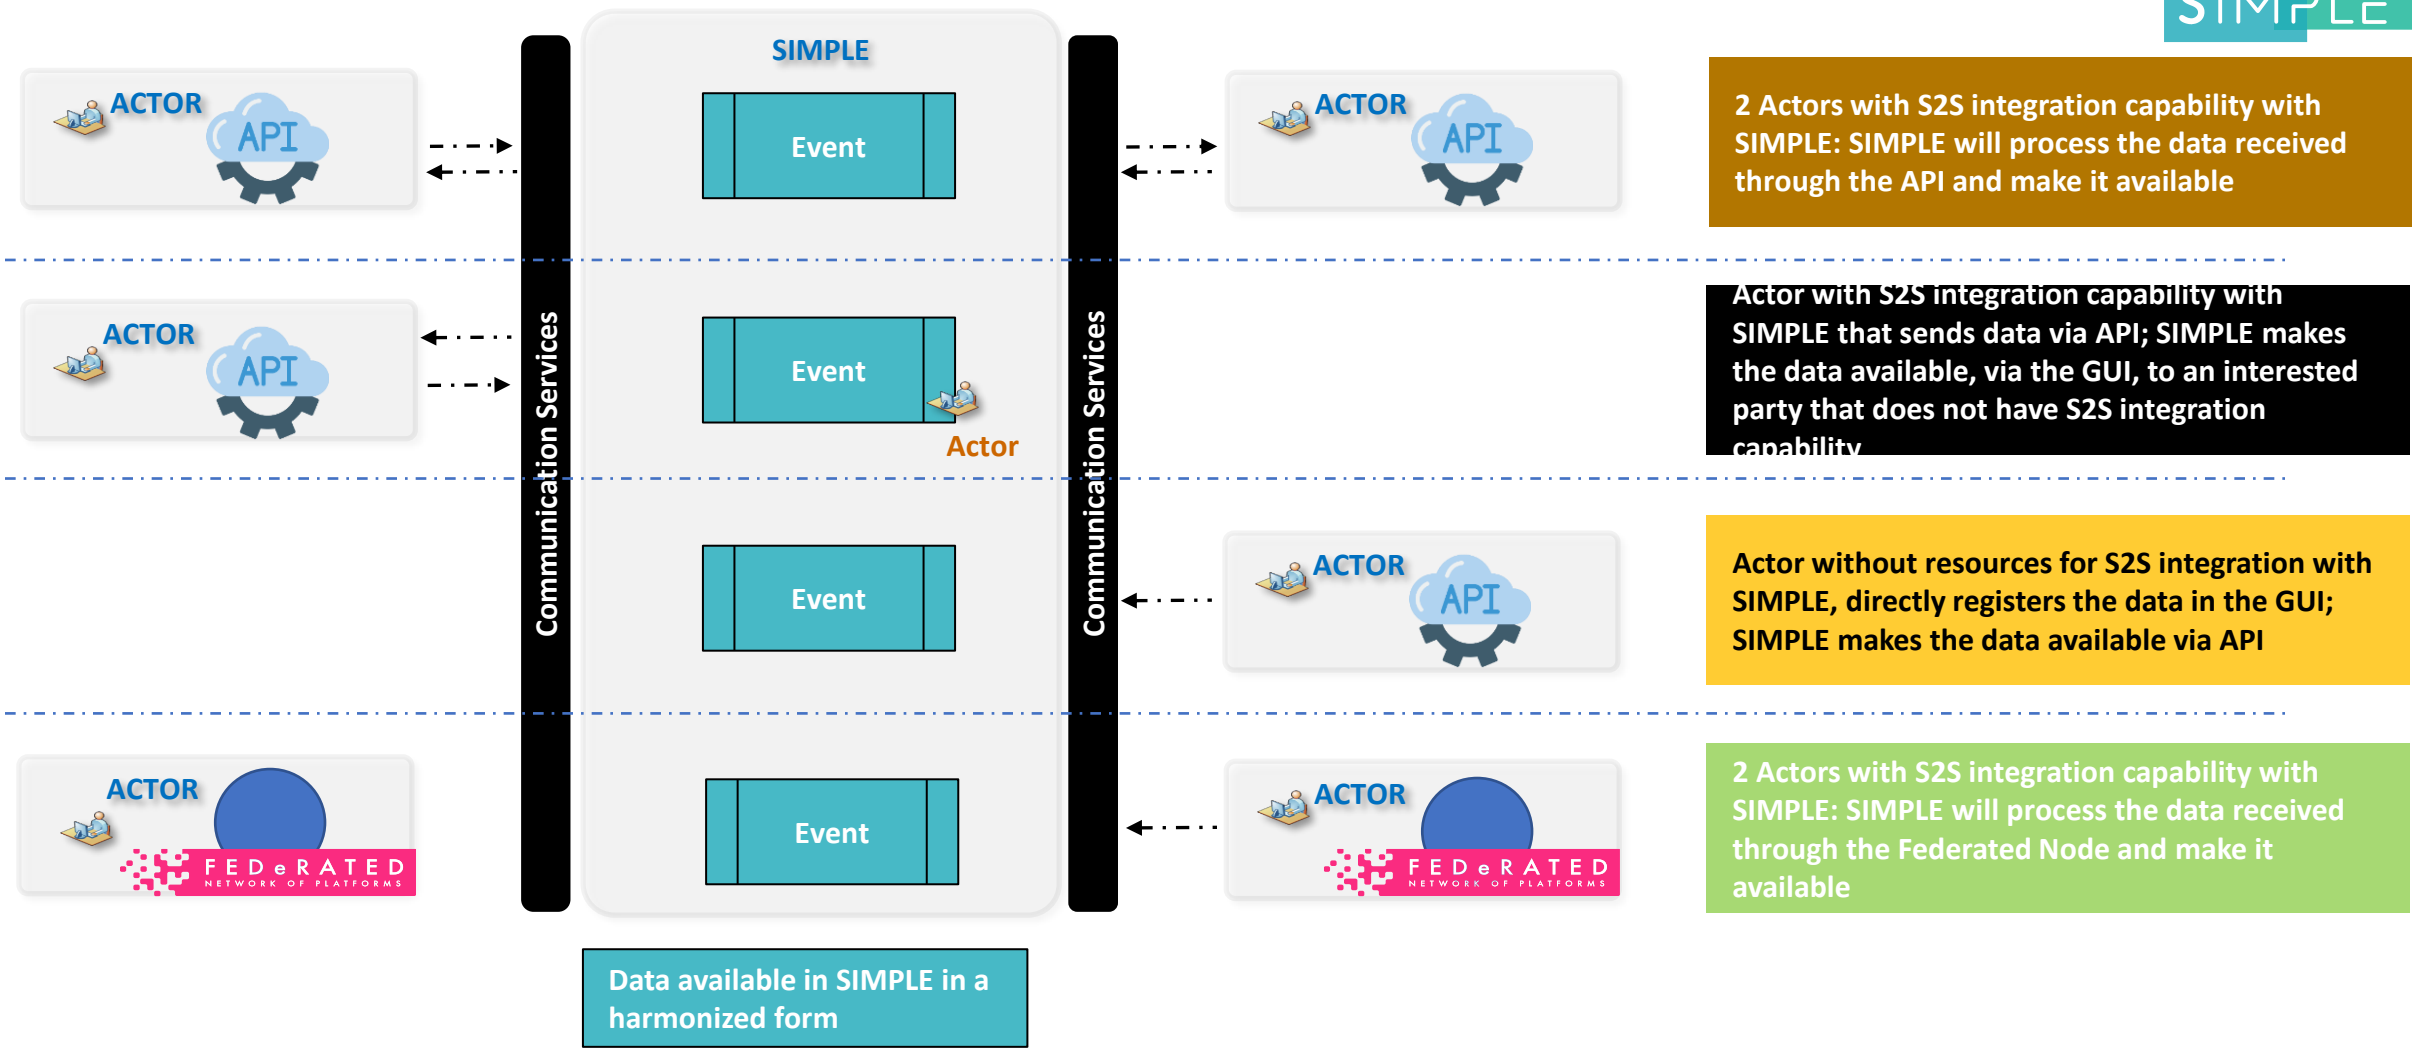 SIMPLE
SIMPLE
ACTOR
API
Event
ACTOR
API
2 Actors with S2S integration capability with
SIMPLE: SIMPLE will process the data received
through the API and make it available
Communication Services
Communication Services
ACTOR
API
Event
Actor
Actor with S2S integration capability with
SIMPLE that sends data via API; SIMPLE makes
the data available, via the GUI, to an interested
party that does not have S2S integration
capability
Event
ACTOR
API
Actor without resources for S2S integration with
SIMPLE, directly registers the data in the GUI;
SIMPLE makes the data available via API
ACTOR
FEDeRATED
NETWORK OF PLATFORMS
Event
ACTOR
FEDeRATED
NETWORK OF PLATFORMS
2 Actors with S2S integration capability with
SIMPLE: SIMPLE will process the data received
through the Federated Node and make it
available
Data available in SIMPLE in a
harmonized form